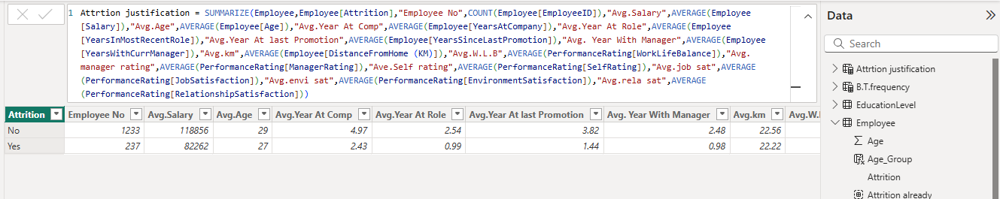 1 Attrtion justification = SUMMARIZE(Employee,Employee[Attrition],"Employee No",COUNT(Employee[EmployeeID]),"Avg.Salary",AVERAGE(Employee
[Salary]),"Avg.Age",AVERAGE(Employee[Age]),"Avg.Year At Comp",AVERAGE(Employee[YearsAtCompany]),"Avg.Year At Role",AVERAGE(Employee
[YearsInMostRecentRole]),"Avg.Year At last Promotion",AVERAGE(Employee[YearsSinceLastPromotion]),"Avg. Year With Manager",AVERAGE(Employee
[YearsWithCurrManager]),"Avg.km",AVERAGE(Employee[DistanceFromHome (KM)]),"Avg.W.L.B",AVERAGE(PerformanceRating[WorkLifeBalance]),"Avg.
manager rating",AVERAGE(PerformanceRating[ManagerRating]),"Ave.Self rating",AVERAGE(PerformanceRating[SelfRating]),"Avg.job sat",AVERAGE
(PerformanceRating[JobSatisfaction]),"Avg.envi sat",AVERAGE(PerformanceRating[EnvironmentSatisfaction]),"Avg.rela sat",AVERAGE
(PerformanceRating[RelationshipSatisfaction]))
Attrition Employee No Avg.Salary Avg.Age Avg.Year At Comp Avg.Year At Role Avg.Year At last Promotion Avg. Year With Manager Avg.km Avg.W.
No 1233 118856 29 4.97 2.54 3.82 2.48 22.56
Yes 237 82262 27 2.43 0.99 1.44 0.98 22.22
Data
Search
Attrtion justification
B.T.frequency
EducationLevel
Employee
Age
Age_Group
Attrition
Attrition already